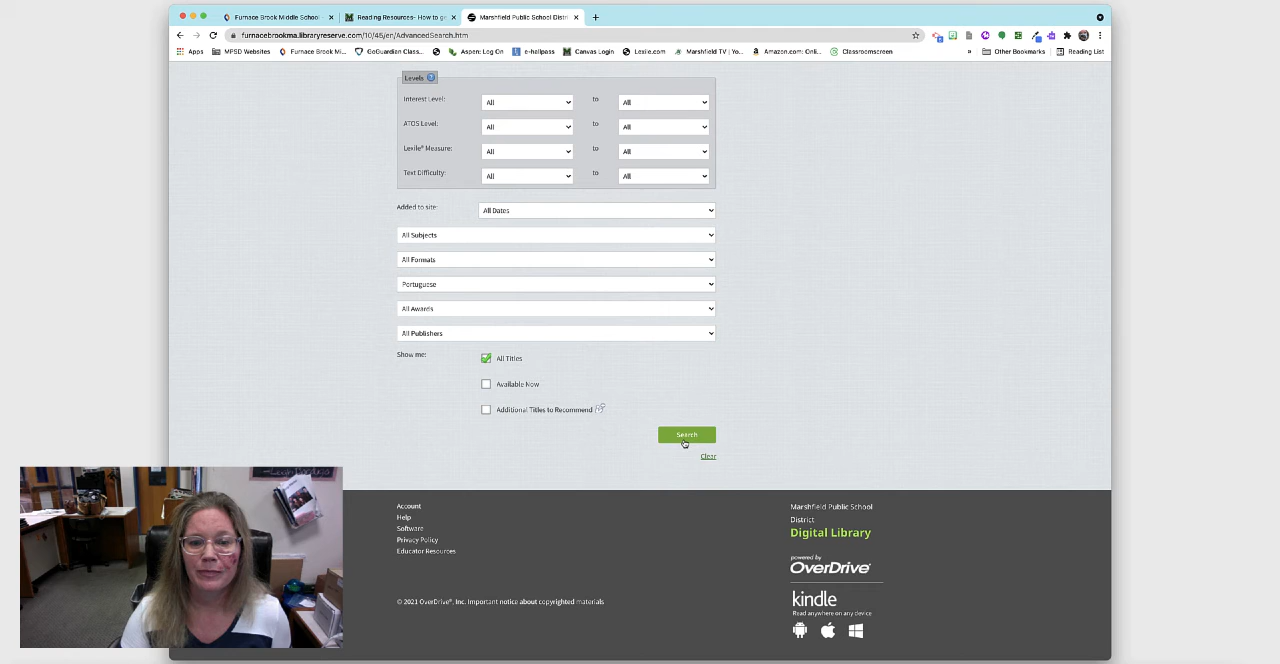 Furnace Brook Middle School
Reading Resources- How to ge
Marshfield Public School Distri
furnacebrookma.libraryreserve.com/10/45/en/AdvancedSearch.htm
Apps MPSD Websites Furnace Brook Mi... GoGuardian Class... Aspen: Log On e-hallpass Canvas Login Lexile.com Marshfield TV | Yo... Amazon.com: Onli... Classroomscreen » Other Bookmarks Reading List
Levels ?
Interest Level: All to All
ATOS Level: All to All
Lexile® Measure: All to All
Text Difficulty: All to All
Added to site: All Dates
All Subjects
All Formats
Portuguese
All Awards
All Publishers
Show me: All Titles
Available Now
Additional Titles to Recommend
Search
Clear
Account
Help
Software
Privacy Policy
Educator Resources
© 2021 OverDrive®, Inc. Important notice about copyrighted materials
Marshfield Public School
District
Digital Library
powered by
OverDrive
kindle
Read anywhere on any device